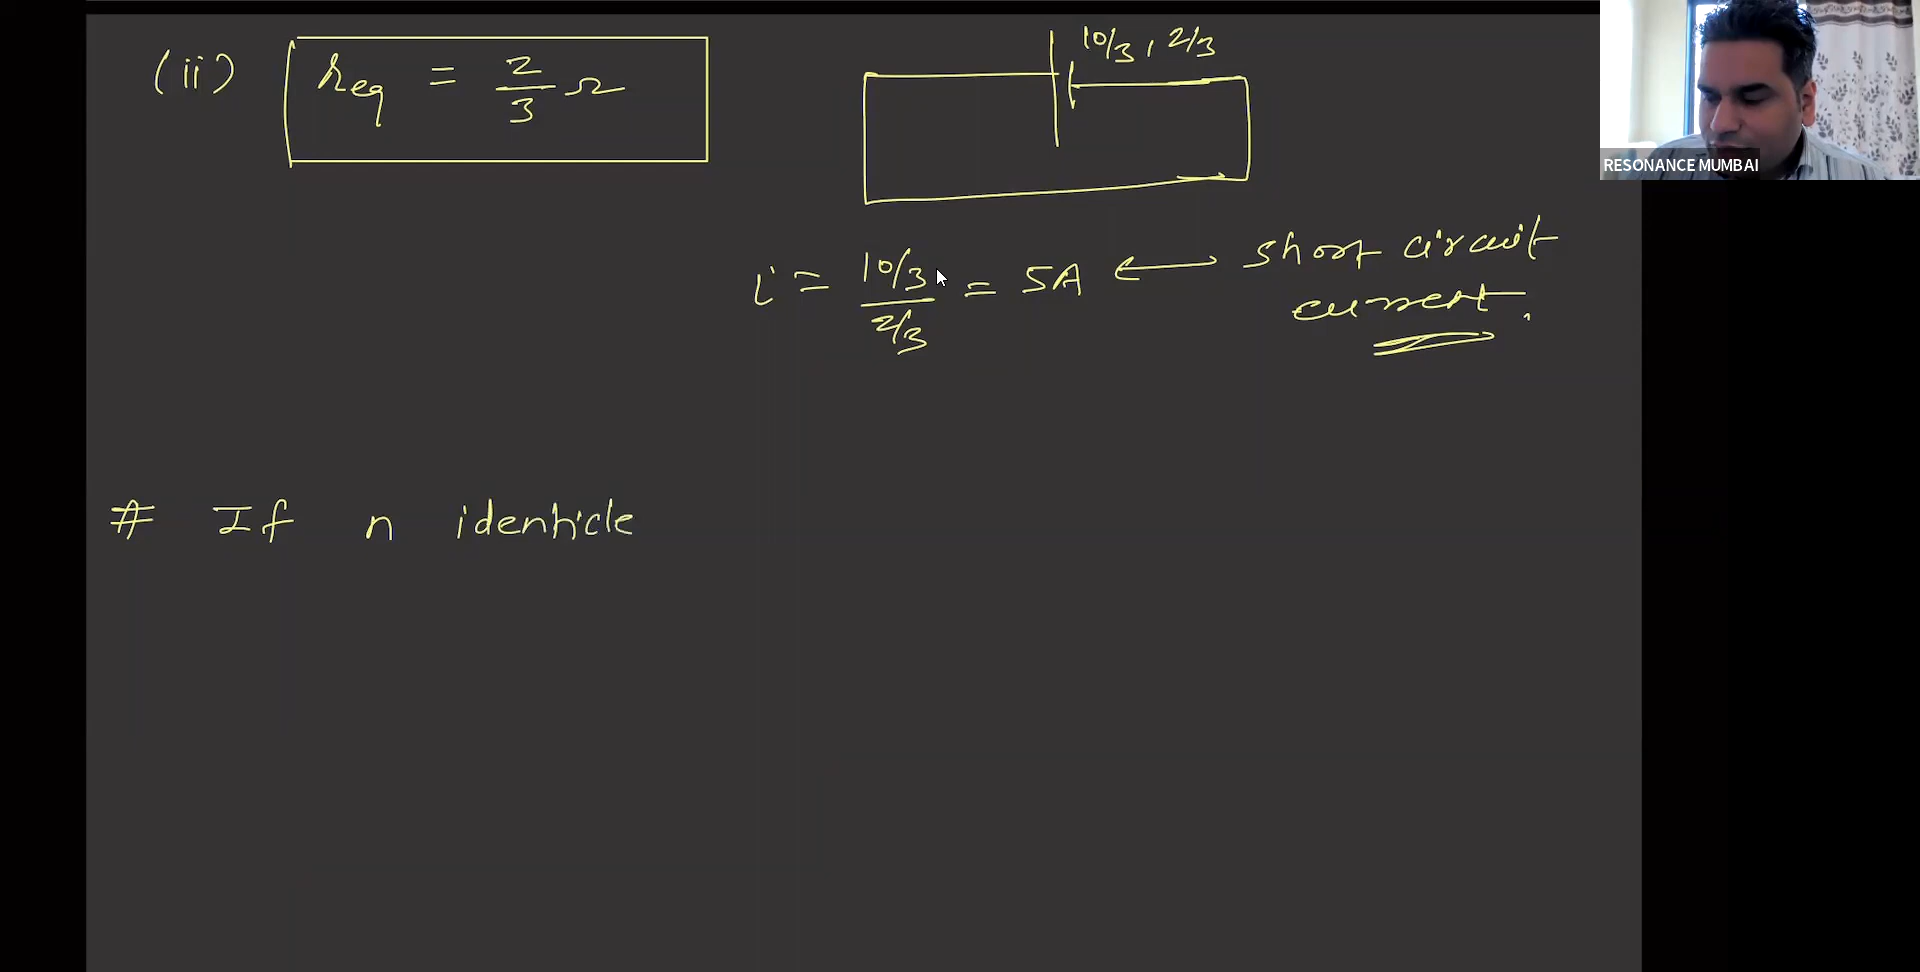 (ii) req = 2/3 Ω
10/3, 2/3
RESONANCE MUMBAI
i = (10/3)/(2/3) = 5A ← short circuit
current.
# If n identicle